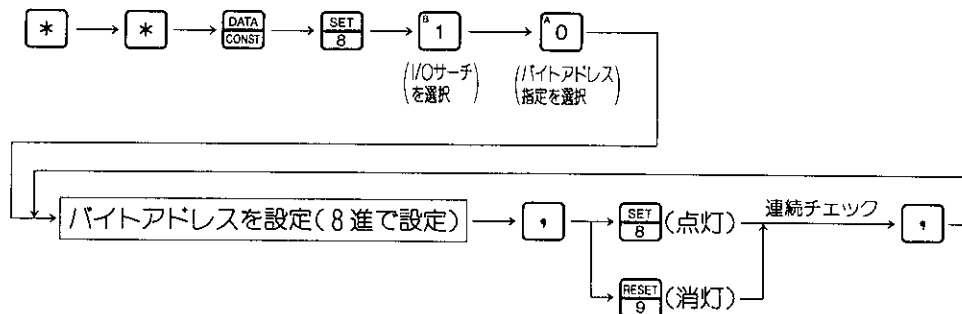 * * DATA CONST SET 8 B 1 A 0
(I/Oサーチを選択) (バイトアドレス指定を選択)
バイトアドレスを設定(8進で設定) , SET 8 (点灯) 連続チェック ,
RESET 9 (消灯)